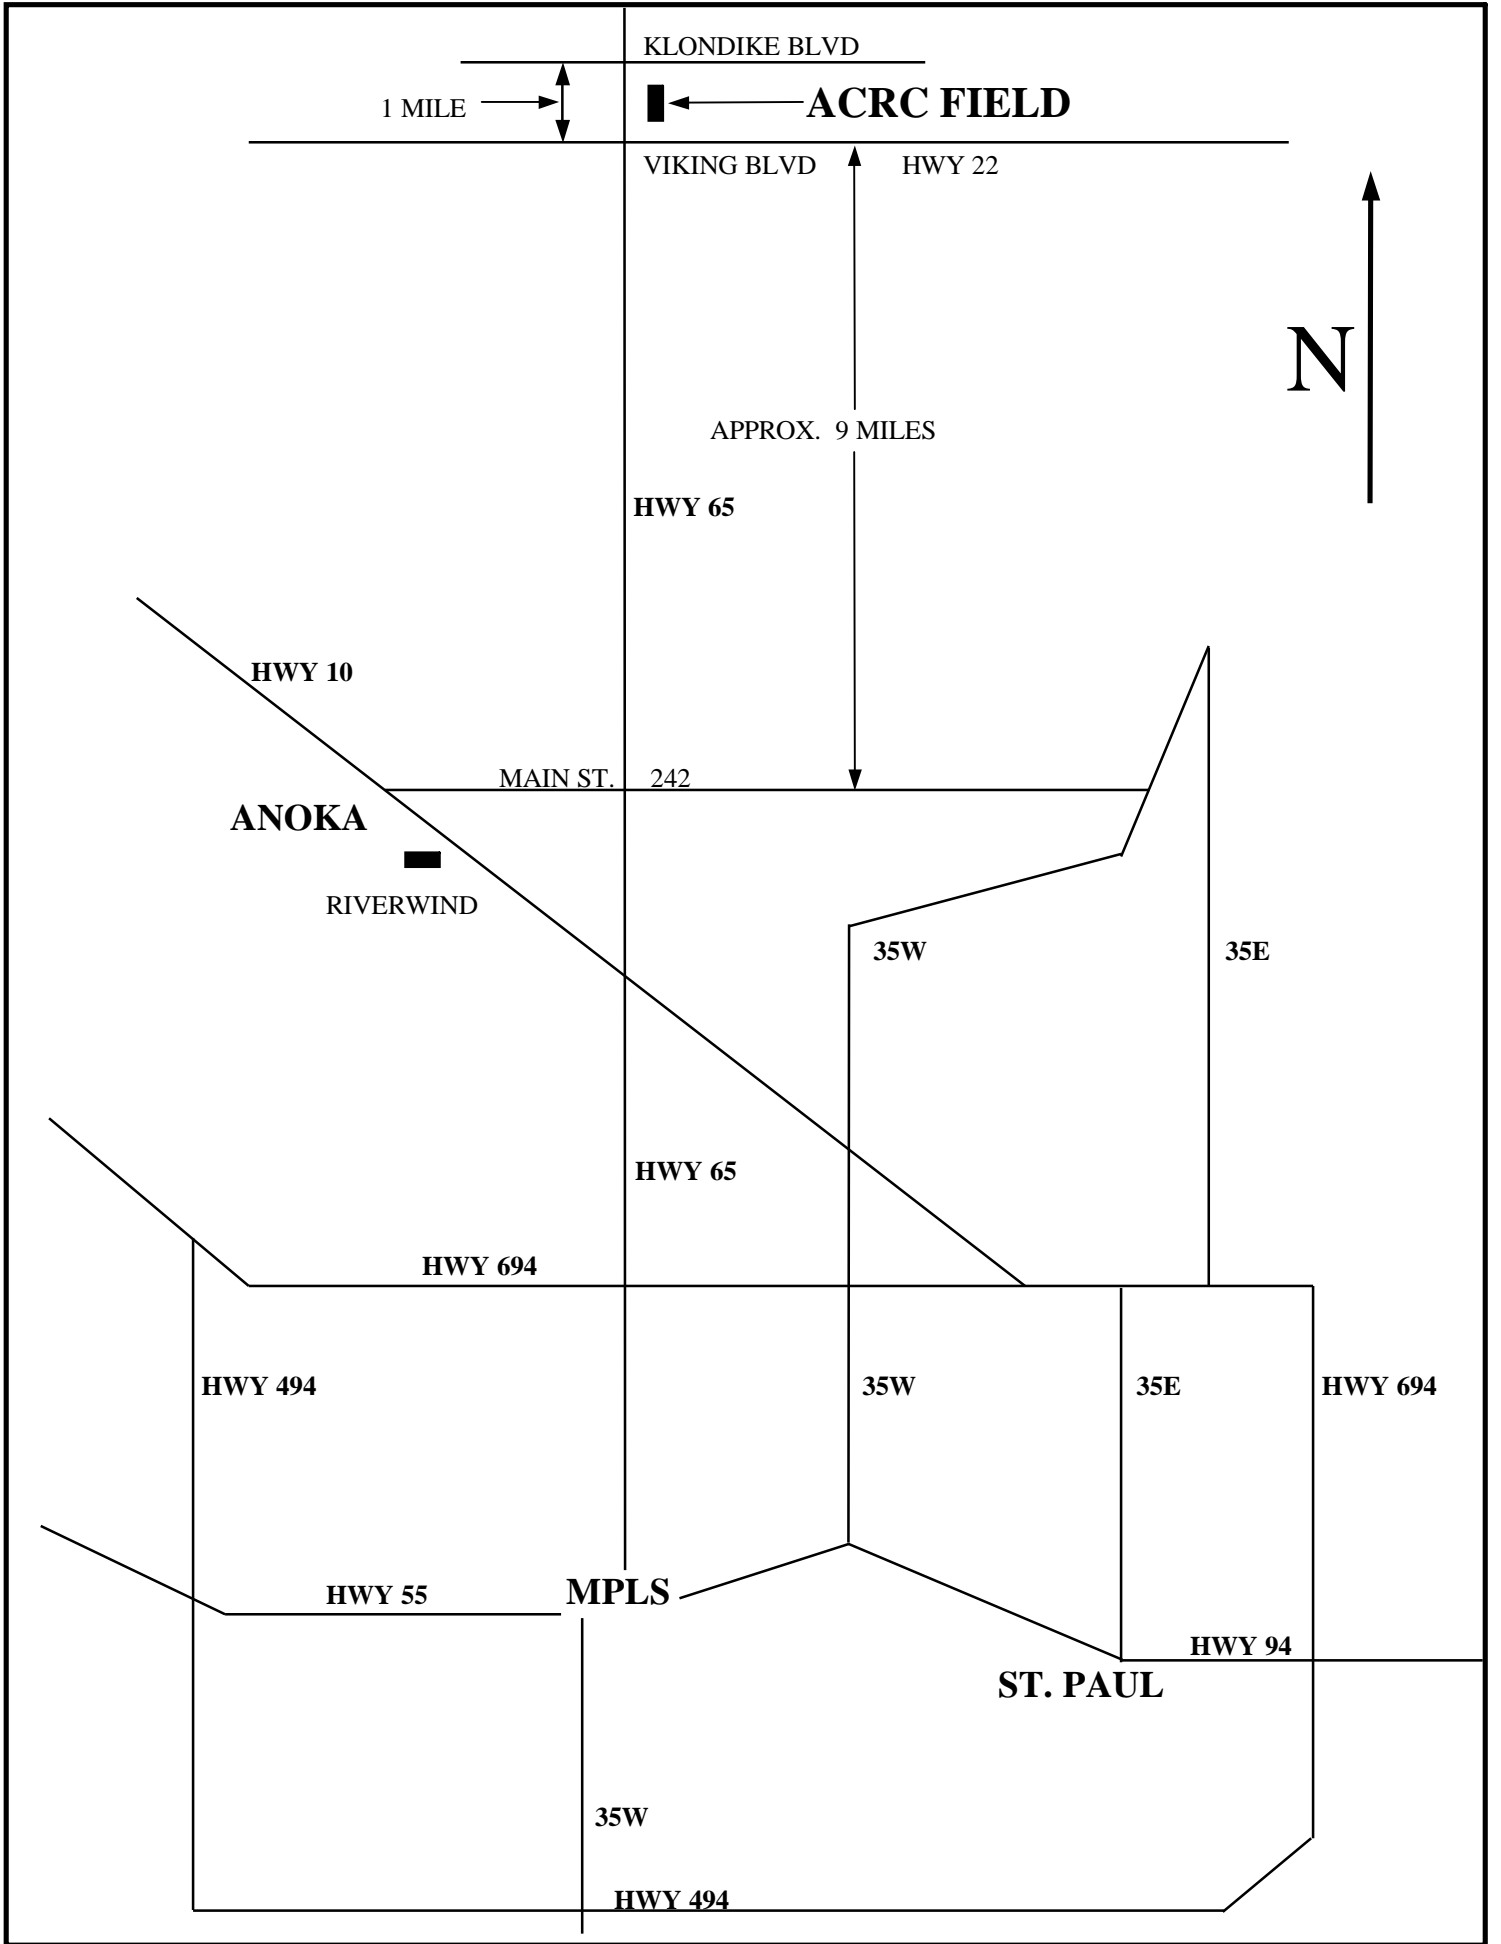 KLONDIKE BLVD
1 MILE
ACRC FIELD
VIKING BLVD HWY 22
N
APPROX. 9 MILES
HWY 65
HWY 10
MAIN ST. 242
ANOKA
RIVERWIND
35W
35E
HWY 65
HWY 694
HWY 494
35W
35E
HWY 694
HWY 55
MPLS
HWY 94
ST. PAUL
35W
HWY 494